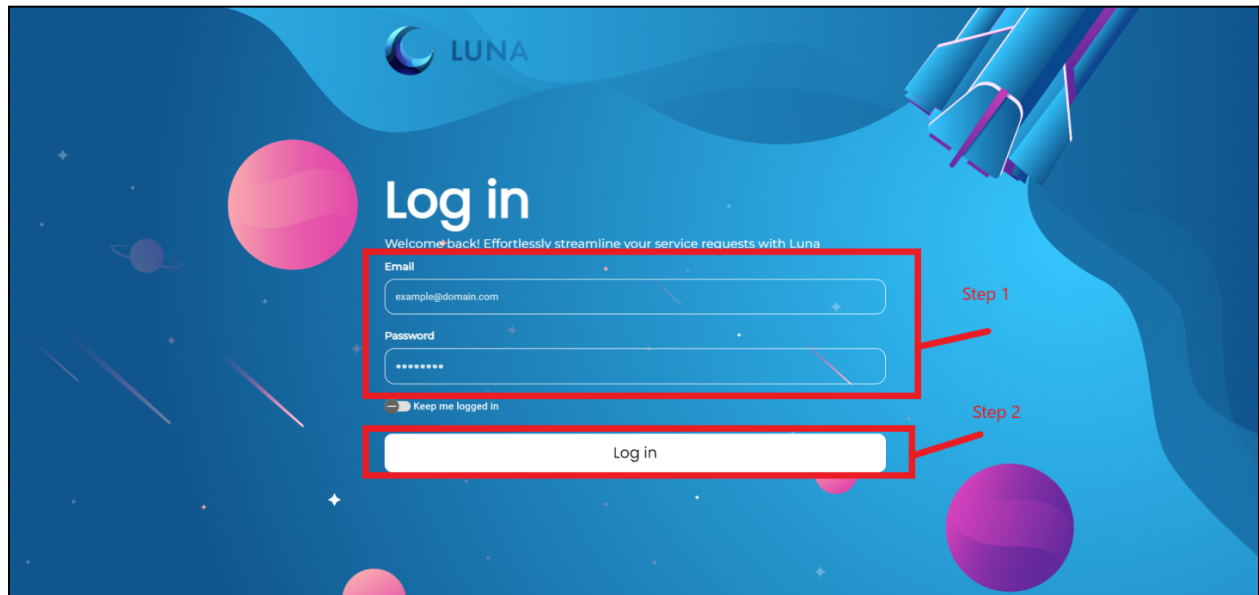 LUNA
Log in
Welcome back! Effortlessly streamline your service requests with Luna
Email
example@domain.com
Step 1
Password
••••••••
Keep me logged in
Step 2
Log in